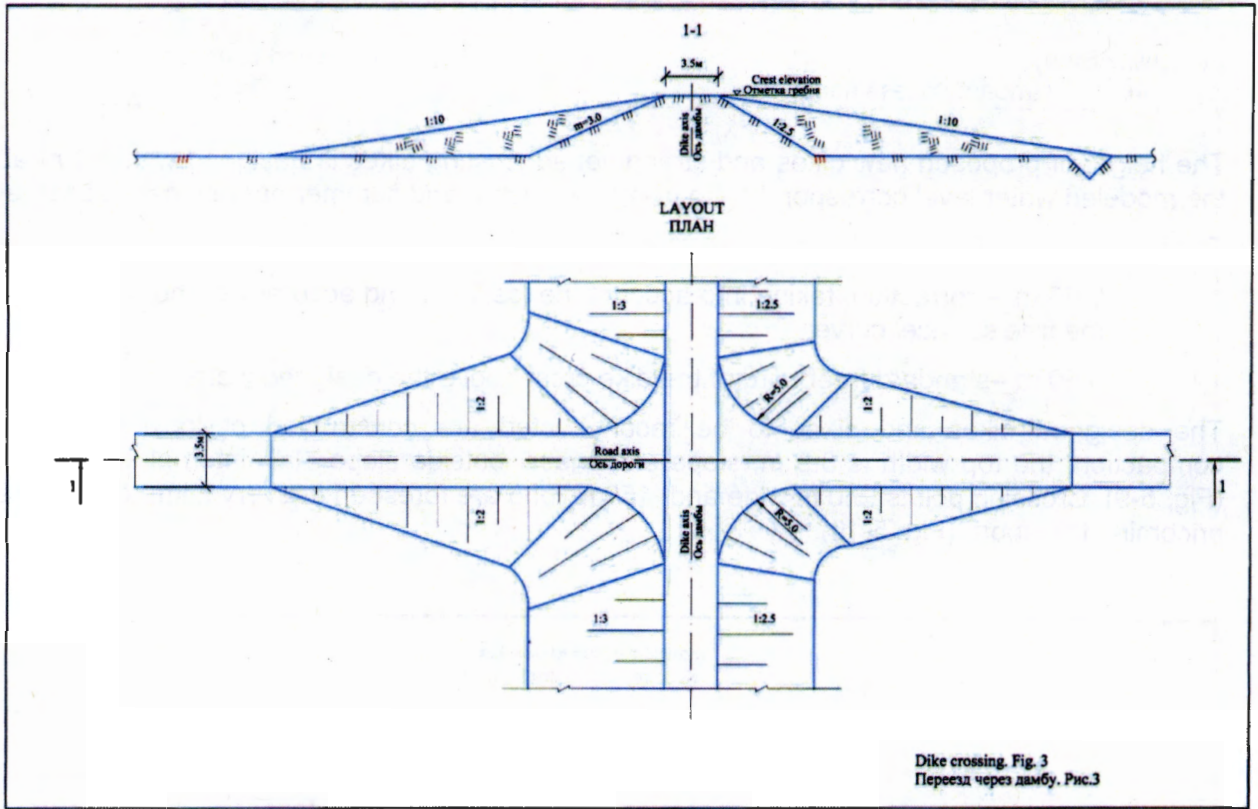 1-1
3.5м
Crest elevation
Отметка гребня
1:10
m=3.0
Dike axis
Ось дамбы
1:2.5
1:10
LAYOUT
ПЛАН
1:3
1:2.5
1:2
R=5.0
3.5м
Road axis
Ось дороги
3.5
1
1
1:2
Dike axis
Ось дамбы
R=5.0
1:2
1:3
1:2.5
Dike crossing. Fig. 3
Переезд через дамбу. Рис.3